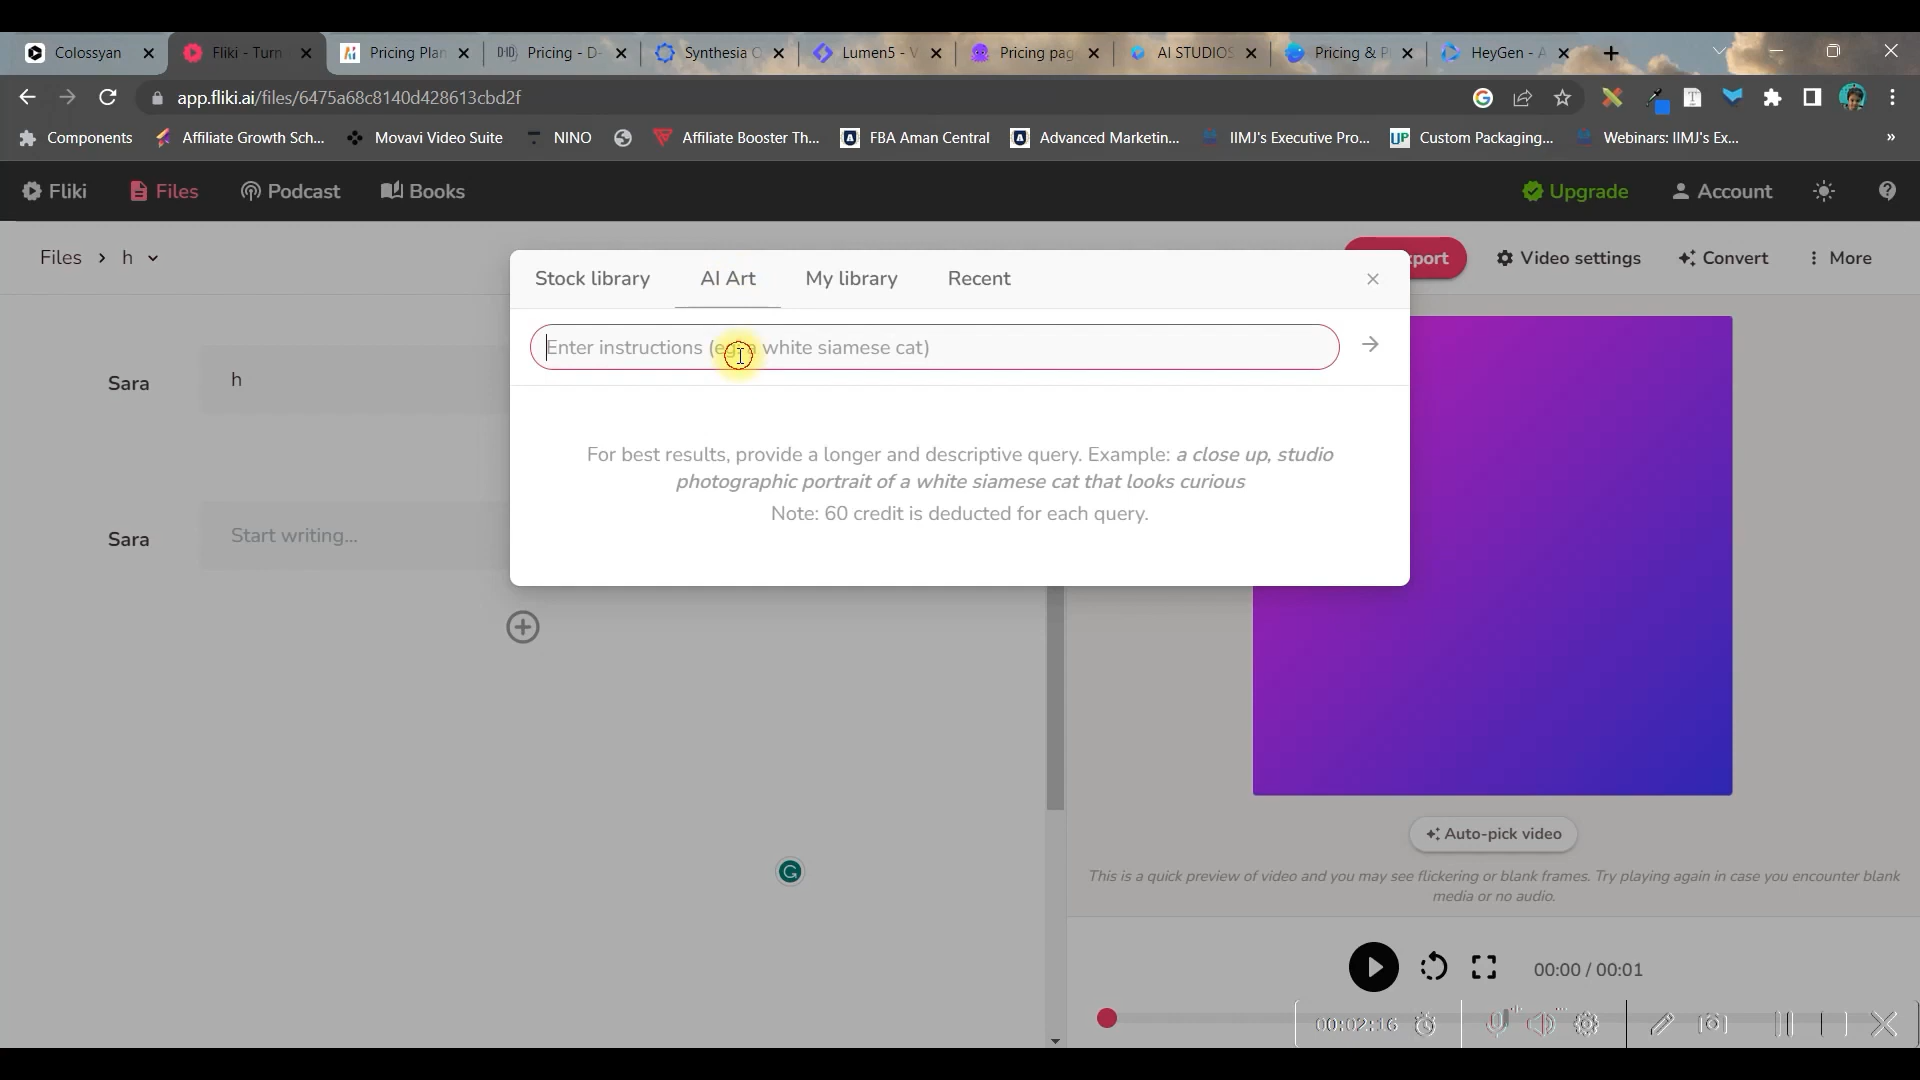 Colossyan
Fliki - Turn
Pricing Plan
D-ID Pricing - D-
Synthesia
Lumen5 - V
Pricing pag
AI STUDIOS
Pricing & P
HeyGen - A
app.fliki.ai/files/6475a68c8140d428613cbd2f
Components
Affiliate Growth Sch...
Movavi Video Suite
NINO
Affiliate Booster Th...
FBA Aman Central
Advanced Marketin...
IIMJ's Executive Pro...
UP Custom Packaging...
Webinars: IIMJ's Ex...
»
Fliki
Files
Podcast
Books
Upgrade
Account
Files > h
Stock library
AI Art
My library
Recent
port
Video settings
Convert
More
Enter instructions (eg: a white siamese cat)
Sara
h
For best results, provide a longer and descriptive query. Example: a close up, studio
photographic portrait of a white siamese cat that looks curious
Note: 60 credit is deducted for each query.
Sara
Start writing...
Auto-pick video
This is a quick preview of video and you may see flickering or blank frames. Try playing again in case you encounter blank
media or no audio.
00:00 / 00:01
00:02:16